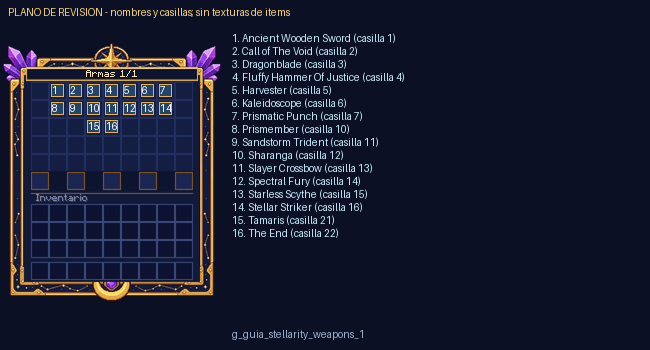 PLANO DE REVISION - nombres y casillas; sin texturas de items
Armas 1/1
1 2 3 4 5 6 7
8 9 10 11 12 13 14
15 16
Inventario
1. Ancient Wooden Sword (casilla 1)
2. Call of The Void (casilla 2)
3. Dragonblade (casilla 3)
4. Fluffy Hammer Of Justice (casilla 4)
5. Harvester (casilla 5)
6. Kaleidoscope (casilla 6)
7. Prismatic Punch (casilla 7)
8. Prismember (casilla 10)
9. Sandstorm Trident (casilla 11)
10. Sharanga (casilla 12)
11. Slayer Crossbow (casilla 13)
12. Spectral Fury (casilla 14)
13. Starless Scythe (casilla 15)
14. Stellar Striker (casilla 16)
15. Tamaris (casilla 21)
16. The End (casilla 22)
g_guia_stellarity_weapons_1